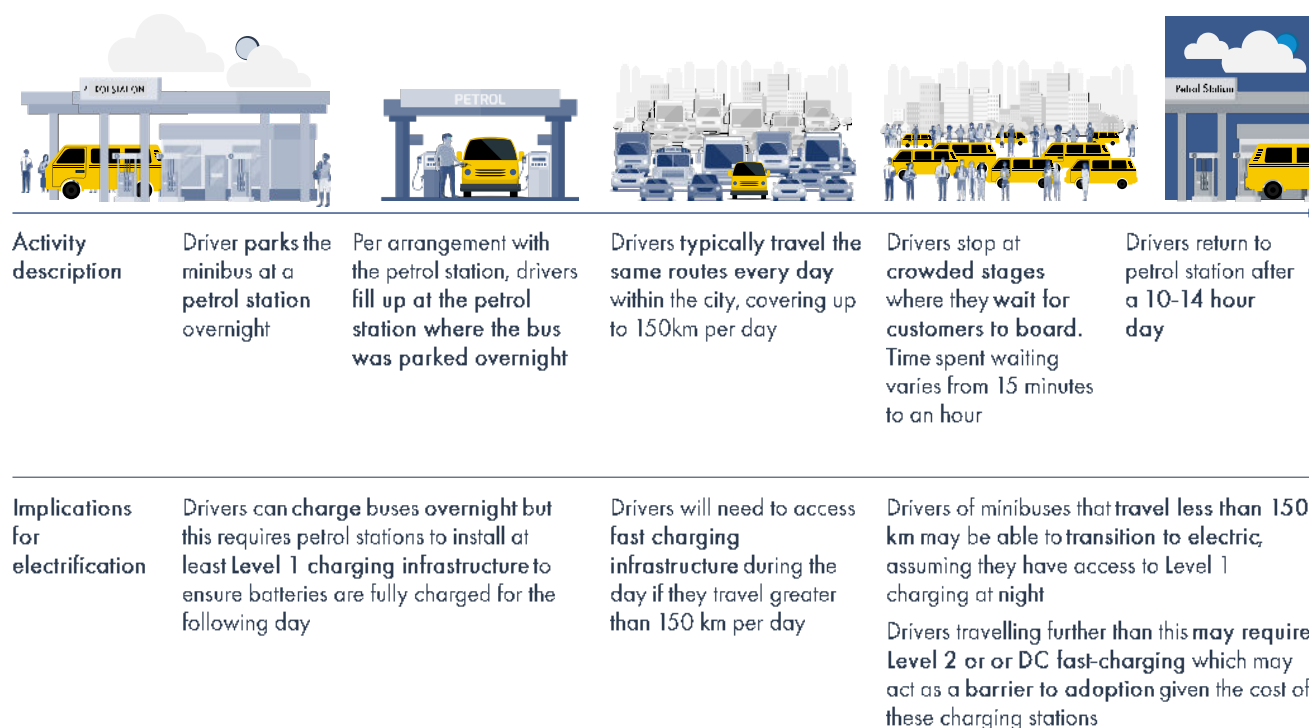 PETROL
Petrol Station
Activity
description
Driver parks the
minibus at a
petrol station
overnight
Per arrangement with
the petrol station, drivers
fill up at the petrol
station where the bus
was parked overnight
Drivers typically travel the
same routes every day
within the city, covering up
to 150km per day
Drivers stop at
crowded stages
where they wait for
customers to board.
Time spent waiting
varies from 15 minutes
to an hour
Drivers return to
petrol station after
a 10-14 hour
day
Implications
for
electrification
Drivers can charge buses overnight but
this requires petrol stations to install at
least Level 1 charging infrastructure to
ensure batteries are fully charged for the
following day
Drivers will need to access
fast charging
infrastructure during the
day if they travel greater
than 150 km per day
Drivers of minibuses that travel less than 150
km may be able to transition to electric,
assuming they have access to Level 1
charging at night
Drivers travelling further than this may require
Level 2 or or DC fast-charging which may
act as a barrier to adoption given the cost of
these charging stations